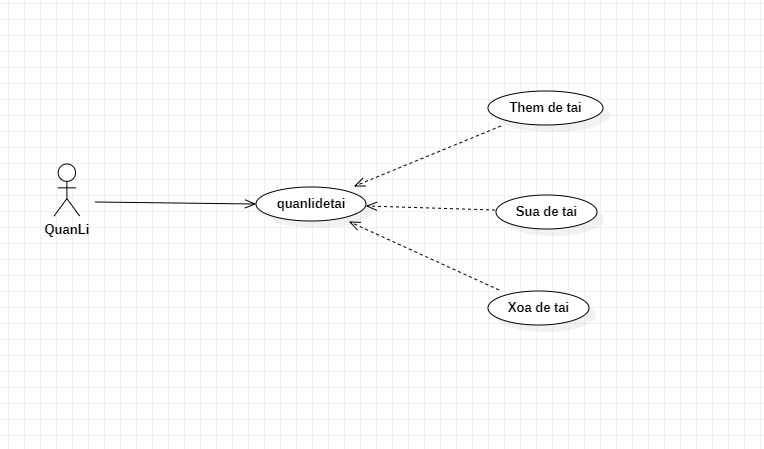 Them de tai
quanlidetai
Sua de tai
QuanLi
Xoa de tai